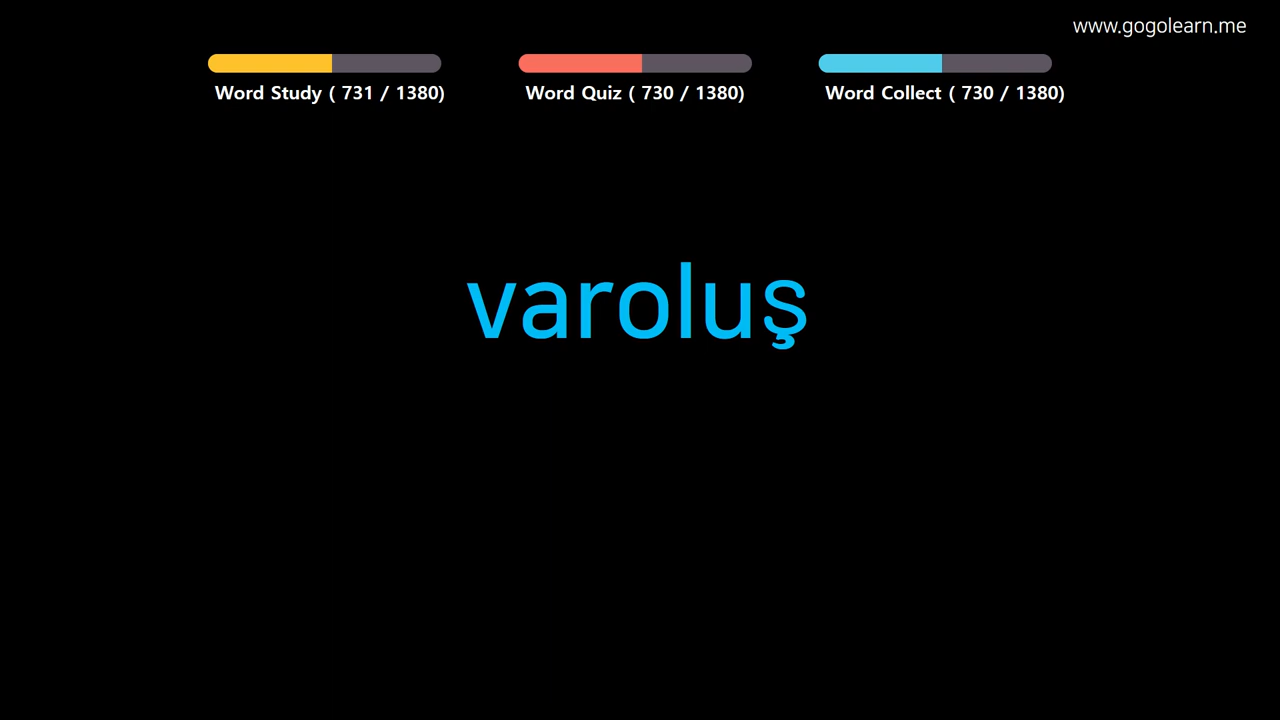 www.gogolearn.me
Word Study ( 731 / 1380)
Word Quiz ( 730 / 1380)
Word Collect ( 730 / 1380)
varoluş